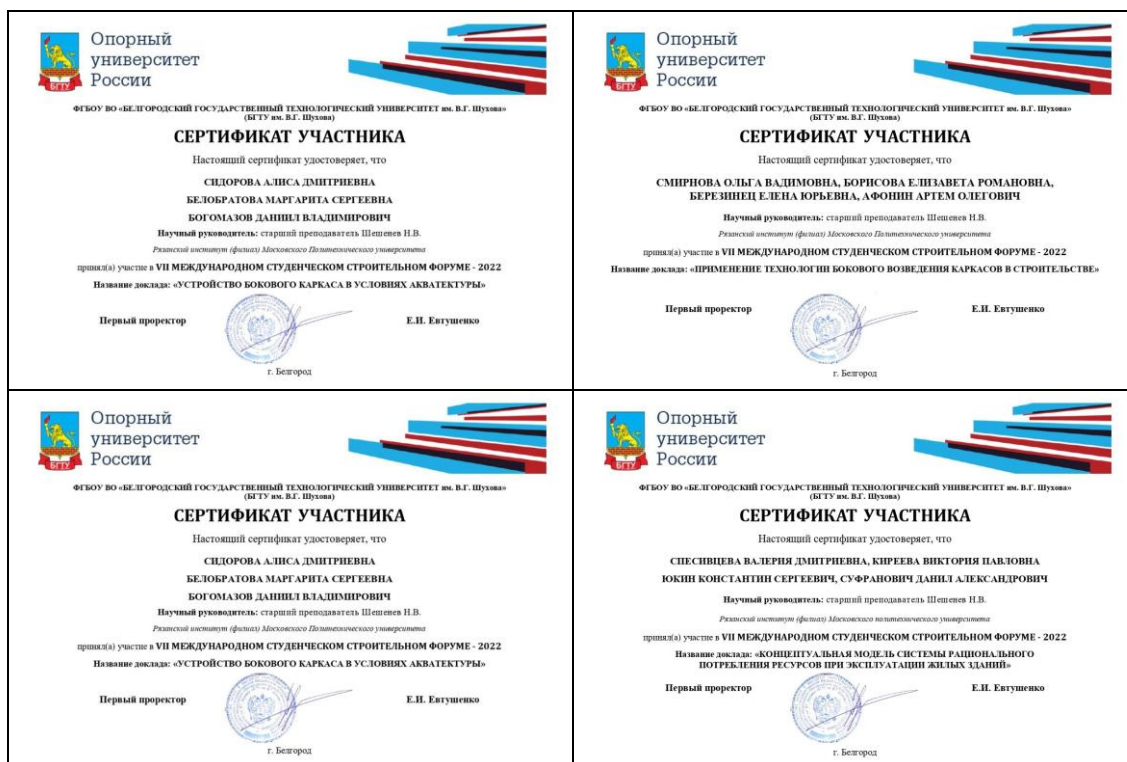 Опорный
университет
России
БГТУ
ФГБОУ ВО «БЕЛГОРОДСКИЙ ГОСУДАРСТВЕННЫЙ ТЕХНОЛОГИЧЕСКИЙ УНИВЕРСИТЕТ им. В.Г. Шухова»
(БГТУ им. В.Г. Шухова)
СЕРТИФИКАТ УЧАСТНИКА
Настоящий сертификат удостоверяет, что
СИДОРОВА АЛИСА ДМИТРИЕВНА
БЕЛОБРАТОВА МАРГАРИТА СЕРГЕЕВНА
БОГОМАЗОВ ДАНИИЛ ВЛАДИМИРОВИЧ
Научный руководитель: старший преподаватель Шешенев Н.В.
Рязанский институт (филиал) Московского Политехнического университета
принял(а) участие в VII МЕЖДУНАРОДНОМ СТУДЕНЧЕСКОМ СТРОИТЕЛЬНОМ ФОРУМЕ - 2022
Название доклада: «УСТРОЙСТВО БОКОВОГО КАРКАСА В УСЛОВИЯХ АКВАТЕКТУРЫ»
Первый проректор Е.И. Евтушенко
г. Белгород
Опорный
университет
России
БГТУ
ФГБОУ ВО «БЕЛГОРОДСКИЙ ГОСУДАРСТВЕННЫЙ ТЕХНОЛОГИЧЕСКИЙ УНИВЕРСИТЕТ им. В.Г. Шухова»
(БГТУ им. В.Г. Шухова)
СЕРТИФИКАТ УЧАСТНИКА
Настоящий сертификат удостоверяет, что
СМИРНОВА ОЛЬГА ВАДИМОВНА, БОРИСОВА ЕЛИЗАВЕТА РОМАНОВНА,
БЕРЕЗИНЕЦ ЕЛЕНА ЮРЬЕВНА, АФОНИН АРТЕМ ОЛЕГОВИЧ
Научный руководитель: старший преподаватель Шешенев Н.В.
Рязанский институт (филиал) Московского Политехнического университета
принял(а) участие в VII МЕЖДУНАРОДНОМ СТУДЕНЧЕСКОМ СТРОИТЕЛЬНОМ ФОРУМЕ - 2022
Название доклада: «ПРИМЕНЕНИЕ ТЕХНОЛОГИИ БОКОВОГО ВОЗВЕДЕНИЯ КАРКАСОВ В СТРОИТЕЛЬСТВЕ»
Первый проректор Е.И. Евтушенко
г. Белгород
Опорный
университет
России
БГТУ
ФГБОУ ВО «БЕЛГОРОДСКИЙ ГОСУДАРСТВЕННЫЙ ТЕХНОЛОГИЧЕСКИЙ УНИВЕРСИТЕТ им. В.Г. Шухова»
(БГТУ им. В.Г. Шухова)
СЕРТИФИКАТ УЧАСТНИКА
Настоящий сертификат удостоверяет, что
СИДОРОВА АЛИСА ДМИТРИЕВНА
БЕЛОБРАТОВА МАРГАРИТА СЕРГЕЕВНА
БОГОМАЗОВ ДАНИИЛ ВЛАДИМИРОВИЧ
Научный руководитель: старший преподаватель Шешенев Н.В.
Рязанский институт (филиал) Московского Политехнического университета
принял(а) участие в VII МЕЖДУНАРОДНОМ СТУДЕНЧЕСКОМ СТРОИТЕЛЬНОМ ФОРУМЕ - 2022
Название доклада: «УСТРОЙСТВО БОКОВОГО КАРКАСА В УСЛОВИЯХ АКВАТЕКТУРЫ»
Первый проректор Е.И. Евтушенко
г. Белгород
Опорный
университет
России
БГТУ
ФГБОУ ВО «БЕЛГОРОДСКИЙ ГОСУДАРСТВЕННЫЙ ТЕХНОЛОГИЧЕСКИЙ УНИВЕРСИТЕТ им. В.Г. Шухова»
(БГТУ им. В.Г. Шухова)
СЕРТИФИКАТ УЧАСТНИКА
Настоящий сертификат удостоверяет, что
СПЕСИВЦЕВА ВАЛЕРИЯ ДМИТРИЕВНА, КИРЕЕВА ВИКТОРИЯ ПАВЛОВНА
ЮКИН КОНСТАНТИН СЕРГЕЕВИЧ, СУФРАНОВИЧ ДАНИЛ АЛЕКСАНДРОВИЧ
Научный руководитель: старший преподаватель Шешенев Н.В.
Рязанский институт (филиал) Московского политехнического университета
принял(а) участие в VII МЕЖДУНАРОДНОМ СТУДЕНЧЕСКОМ СТРОИТЕЛЬНОМ ФОРУМЕ - 2022
Название доклада: «КОНЦЕПТУАЛЬНАЯ МОДЕЛЬ СИСТЕМЫ РАЦИОНАЛЬНОГО
ПОТРЕБЛЕНИЯ РЕСУРСОВ ПРИ ЭКСПЛУАТАЦИИ ЖИЛЫХ ЗДАНИЙ»
Первый проректор Е.И. Евтушенко
г. Белгород